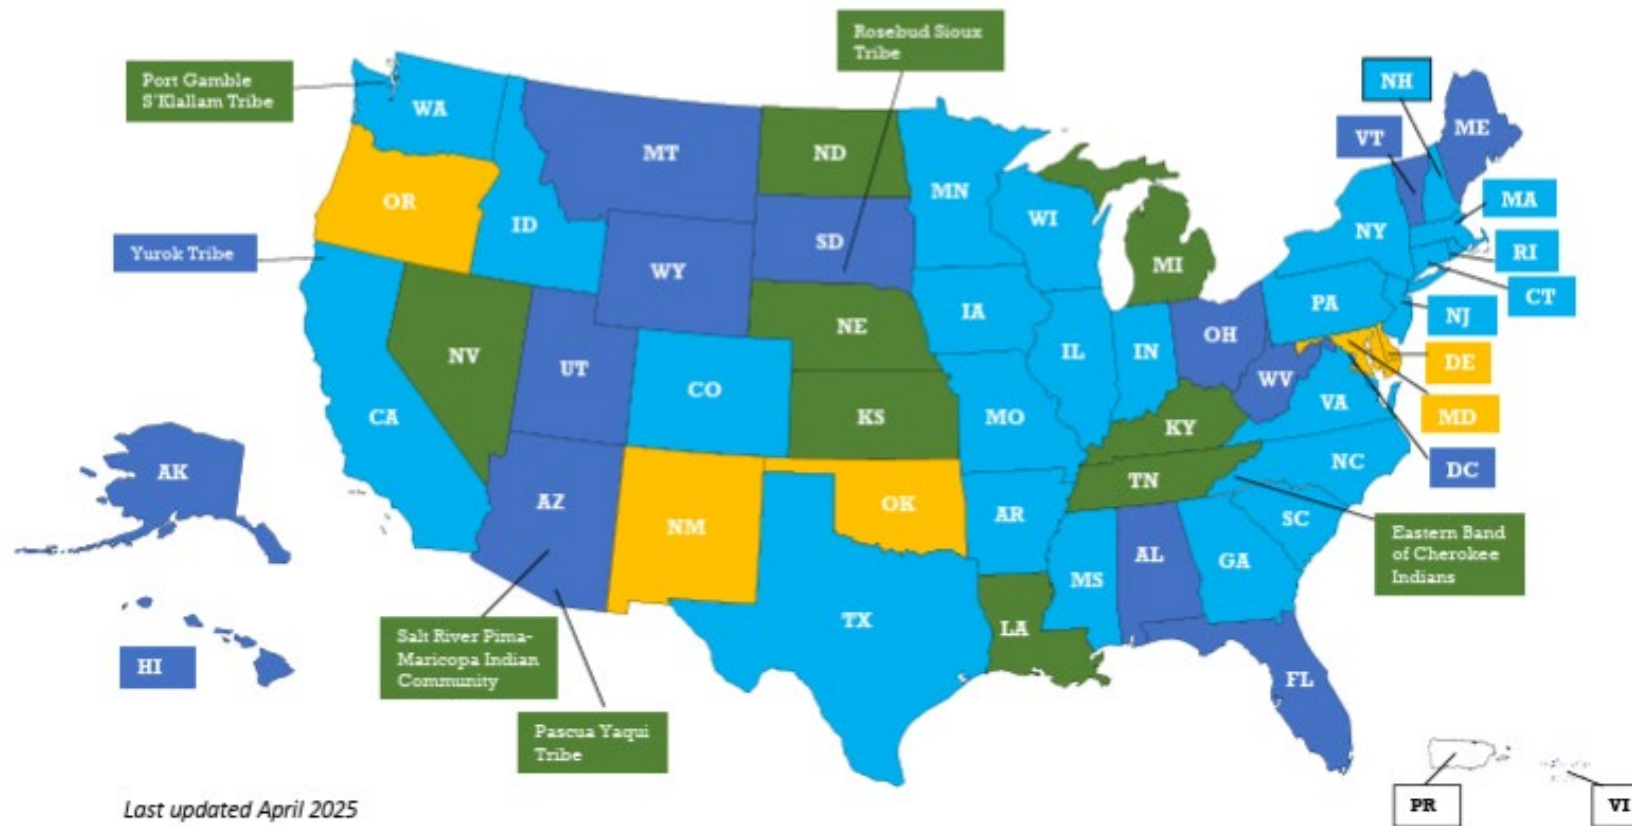 Rosebud Sioux
Tribe
Port Gamble
S'Klallam Tribe
NH
WA
VT
ME
MT
ND
MN
OR
ID
WI
MA
NY
SD
RI
Yurok Tribe
MI
WY
CT
PA
IA
NJ
NE
OH
NV
IL
IN
DE
UT
WV
CO
VA
MD
CA
KS
MO
KY
NC
DC
AK
TN
AZ
OK
AR
SC
NM
Eastern Band
of Cherokee
Indians
AL
GA
MS
TX
LA
Salt River Pima-
Maricopa Indian
Community
HI
FL
Pascua Yaqui
Tribe
Last updated April 2025
PR
VI